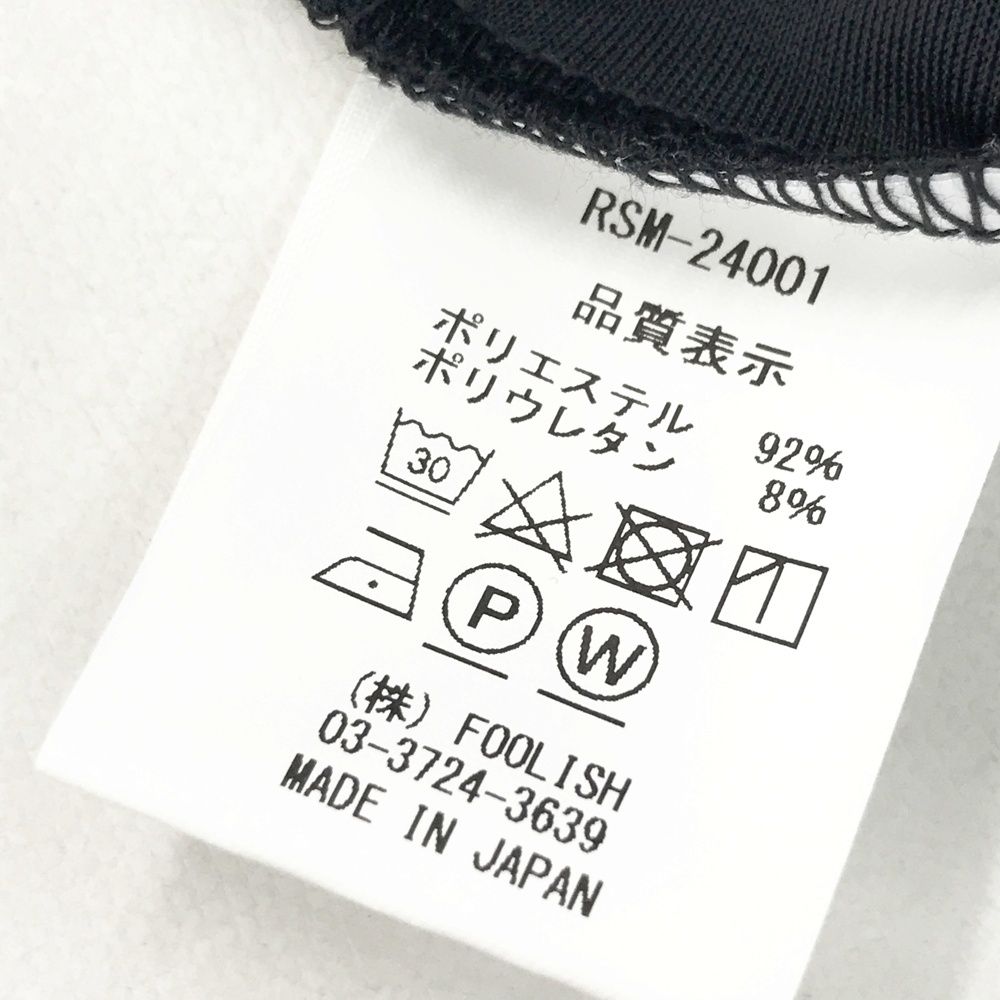 RSM-24001
品質表示
ポリエステル 92%
ポリウレタン 8%
30
P
W
(株) FOOLISH
03-3724-3639
MADE IN JAPAN